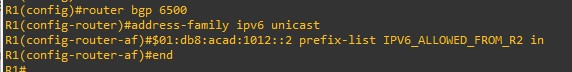 R1(config)#router bgp 6500
R1(config-router)#address-family ipv6 unicast
R1(config-router-af)#$01:db8:acad:1012::2 prefix-list IPV6_ALLOWED_FROM_R2 in
R1(config-router-af)#end
R1#